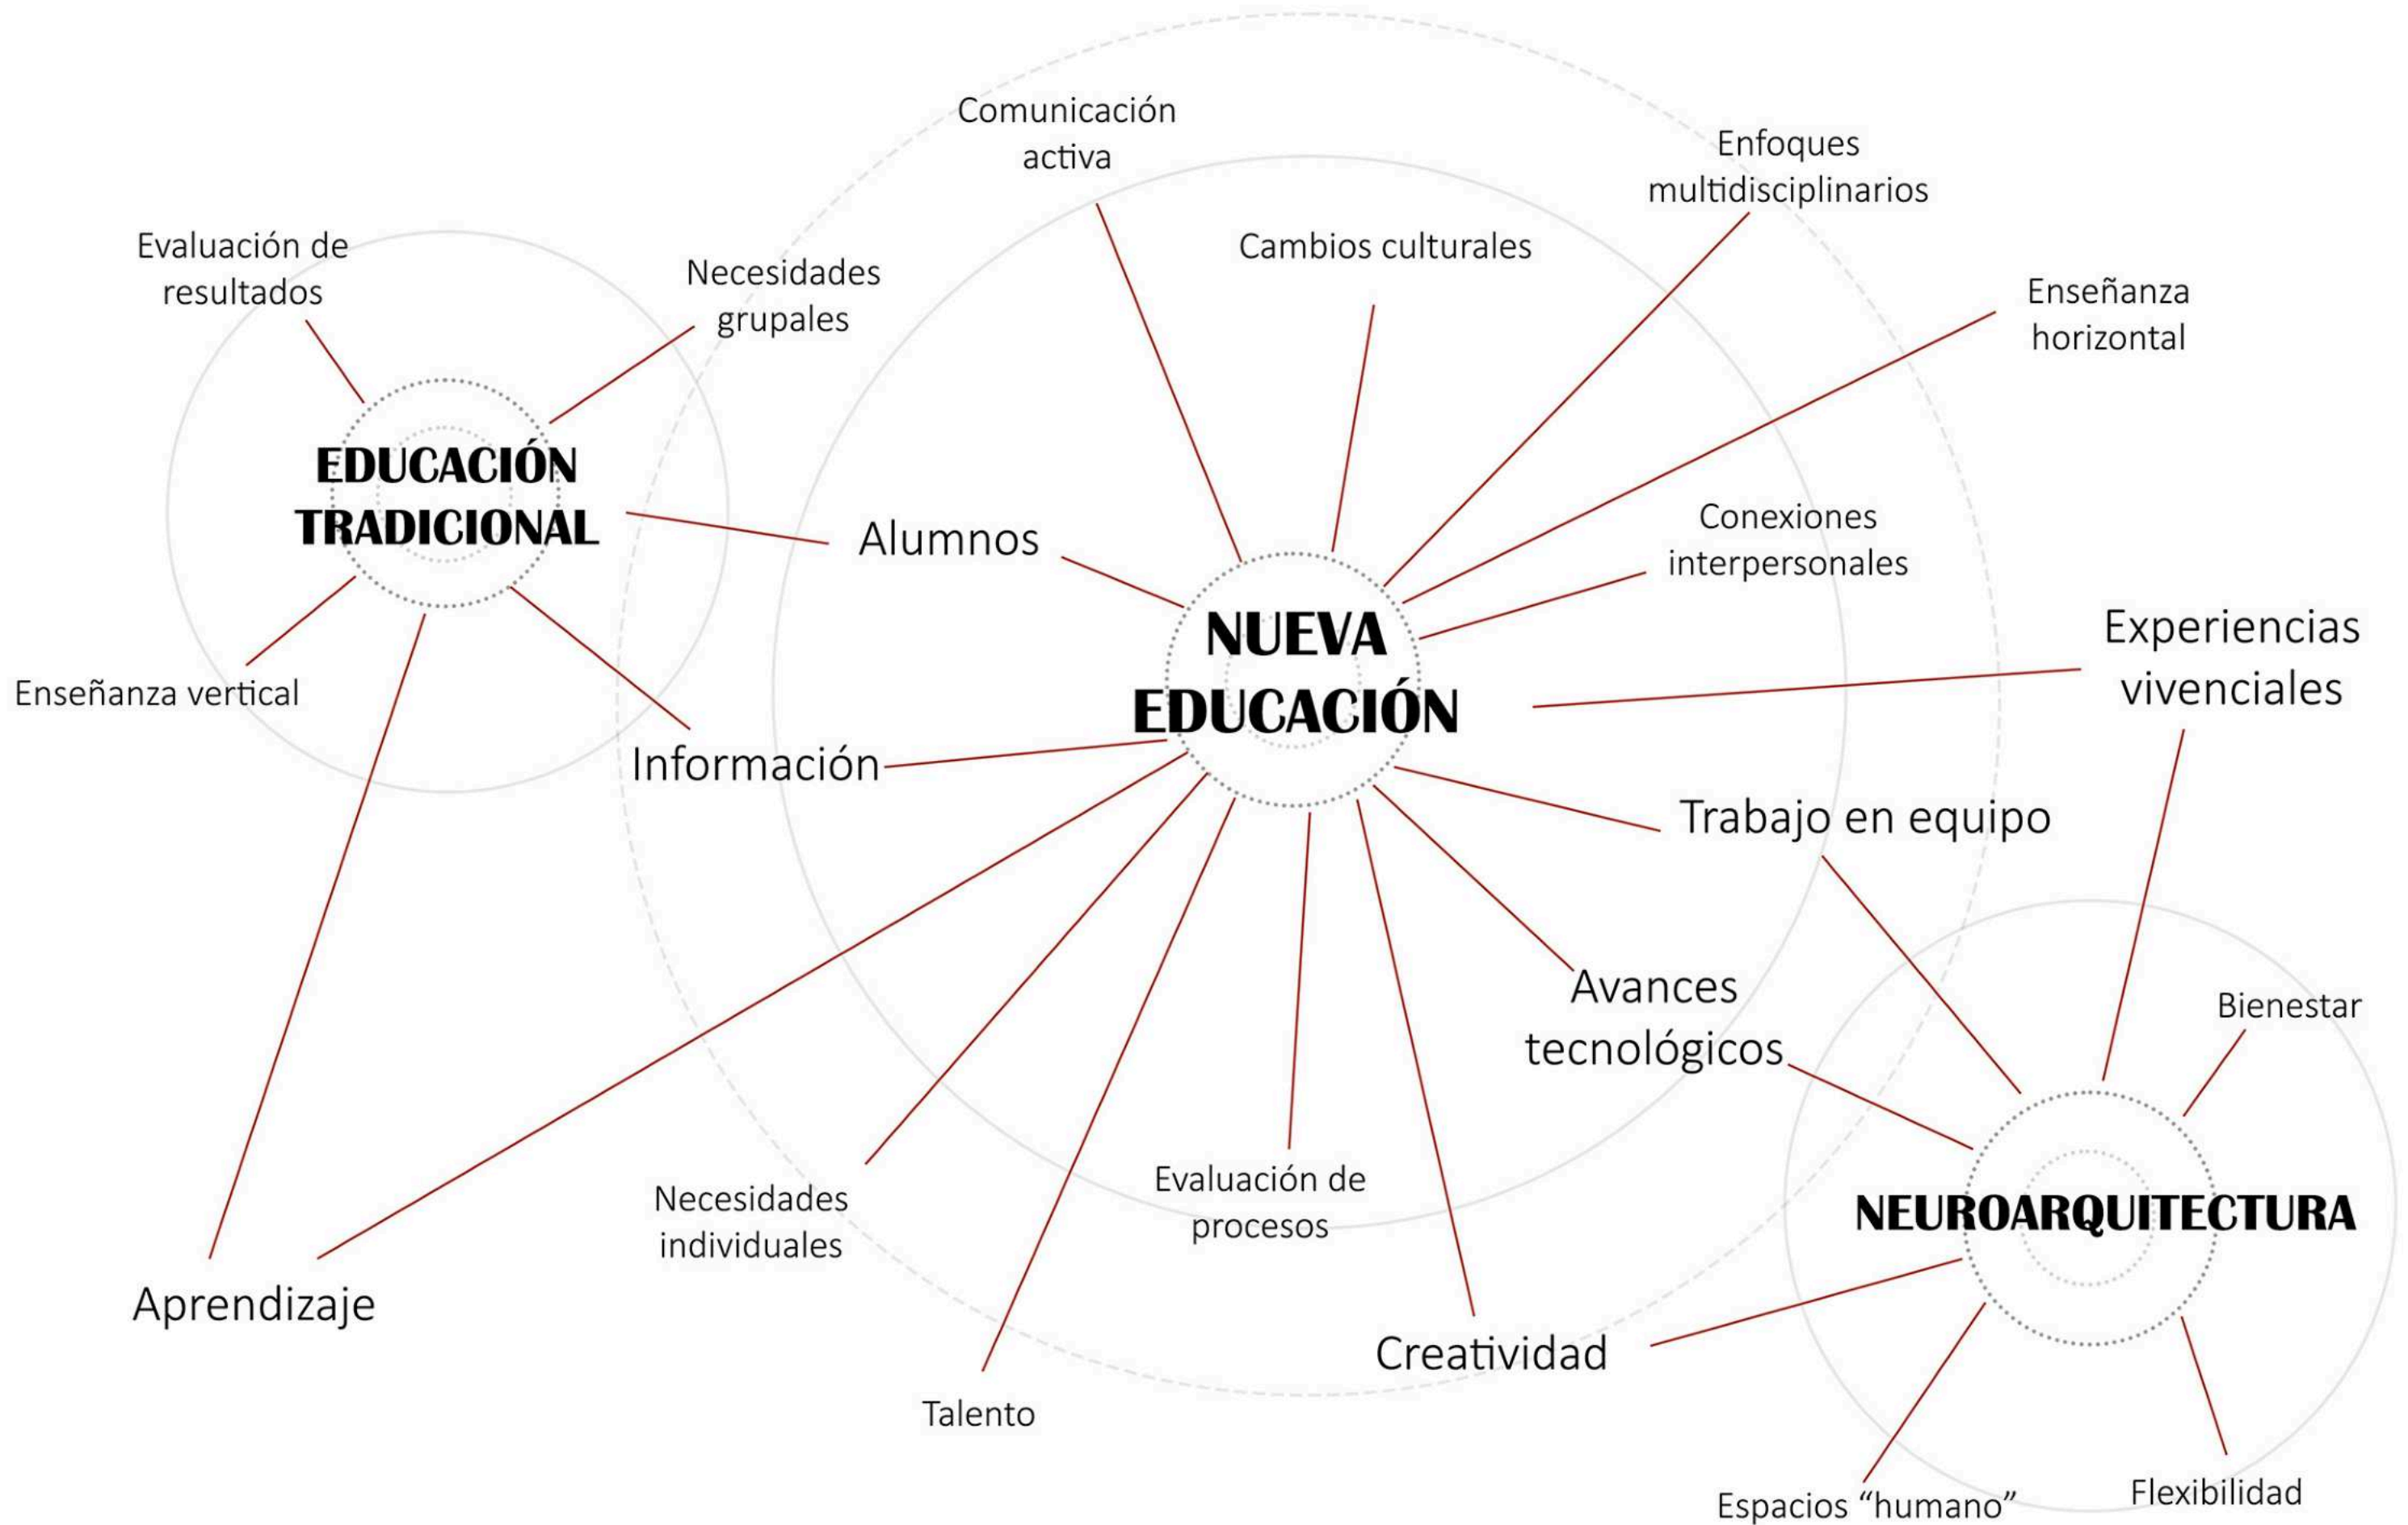 Comunicación
activa
Enfoques
multidisciplinarios
Evaluación de
resultados
Necesidades
grupales
Cambios culturales
Enseñanza
horizontal
EDUCACIÓN
TRADICIONAL
Alumnos
Conexiones
interpersonales
NUEVA
EDUCACIÓN
Experiencias
vivenciales
Enseñanza vertical
Información
Trabajo en equipo
Avances
tecnológicos
Bienestar
Necesidades
individuales
Evaluación de
procesos
NEUROARQUITECTURA
Aprendizaje
Creatividad
Talento
Espacios “humano”
Flexibilidad